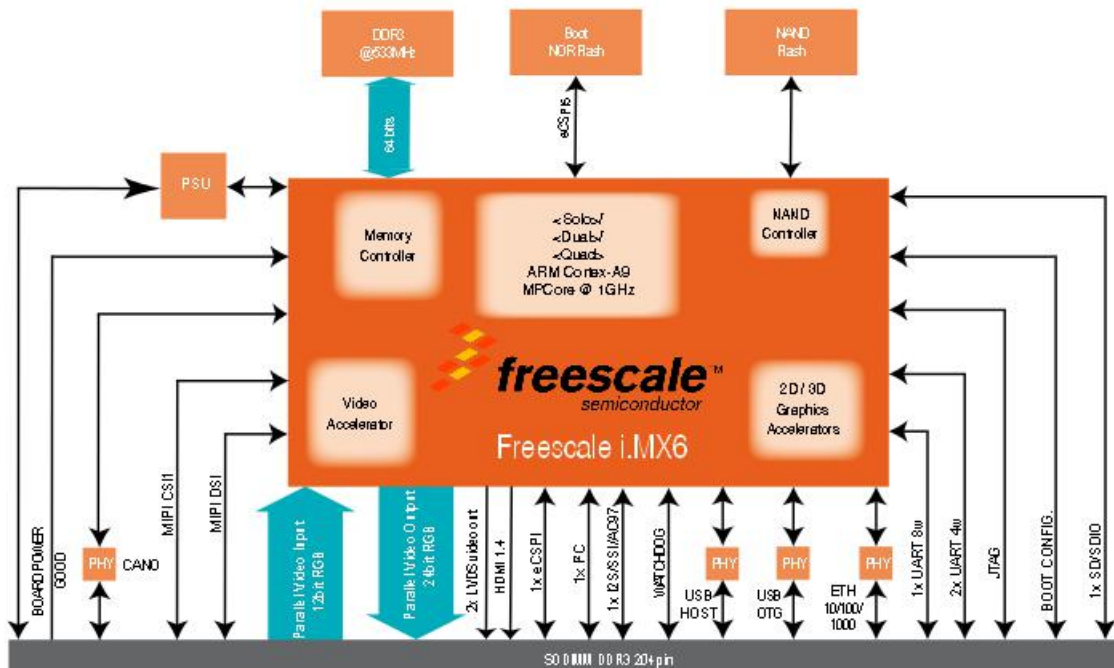 DDR3
@533MHz
Boot
NOR Rash
NAND
Rash
64 bits
eCSPI5
PSU
Memory
Controller
<Solo>/
<Dual>/
<Quad>
ARM Cortex-A9
MPCore @ 1GHz
NAND
Controller
freescale™
semiconductor
Video
Accelerator
2D / 3D
Graphics
Accelerators
Freescale i.MX6
BOARD POWER
GOOD
PHY
CAN0
MIPI CSI1
MIPI DSI
Parallel Video Input
12bit RGB
Parallel Video Output
24bit RGB
2x LVDS video out
HDMI 1.4
1x eCSPI
1x I²C
1x I2S/SSI/AC97
WATCHDOG
PHY
USB
HOST
PHY
USB
OTG
PHY
ETH
10/100/
1000
1x UART 8w
2x UART 4w
JTAG
BOOT CONFIG.
1x SD/SDIO
SODIMM DDR3 204 pin